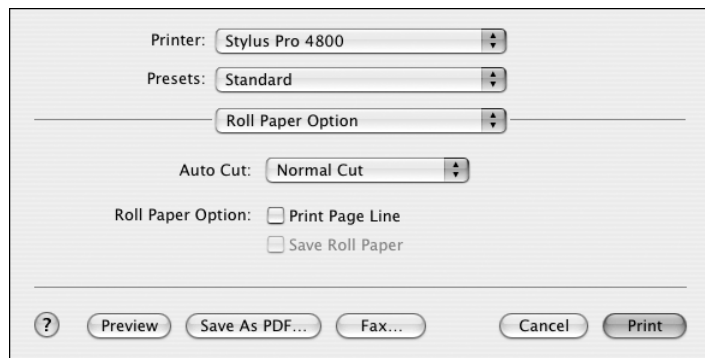 Printer: Stylus Pro 4800
Presets: Standard
Roll Paper Option
Auto Cut: Normal Cut
Roll Paper Option: Print Page Line
Save Roll Paper
? Preview Save As PDF... Fax... Cancel Print